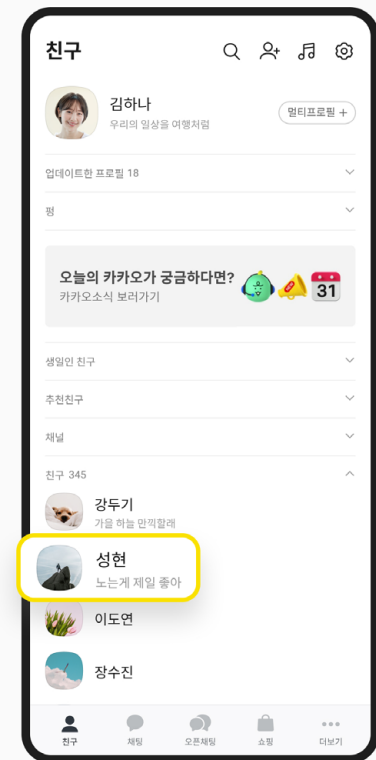 친구
김하나
우리의 일상을 여행처럼
멀티프로필 +
업데이트한 프로필 18
펑
오늘의 카카오가 궁금하다면?
카카오소식 보러가기
31
생일인 친구
추천친구
채널
친구 345
강두기
가을 하늘 만끽할래
성현
노는게 제일 좋아
이도연
장수진
친구 채팅 오픈채팅 쇼핑 더보기